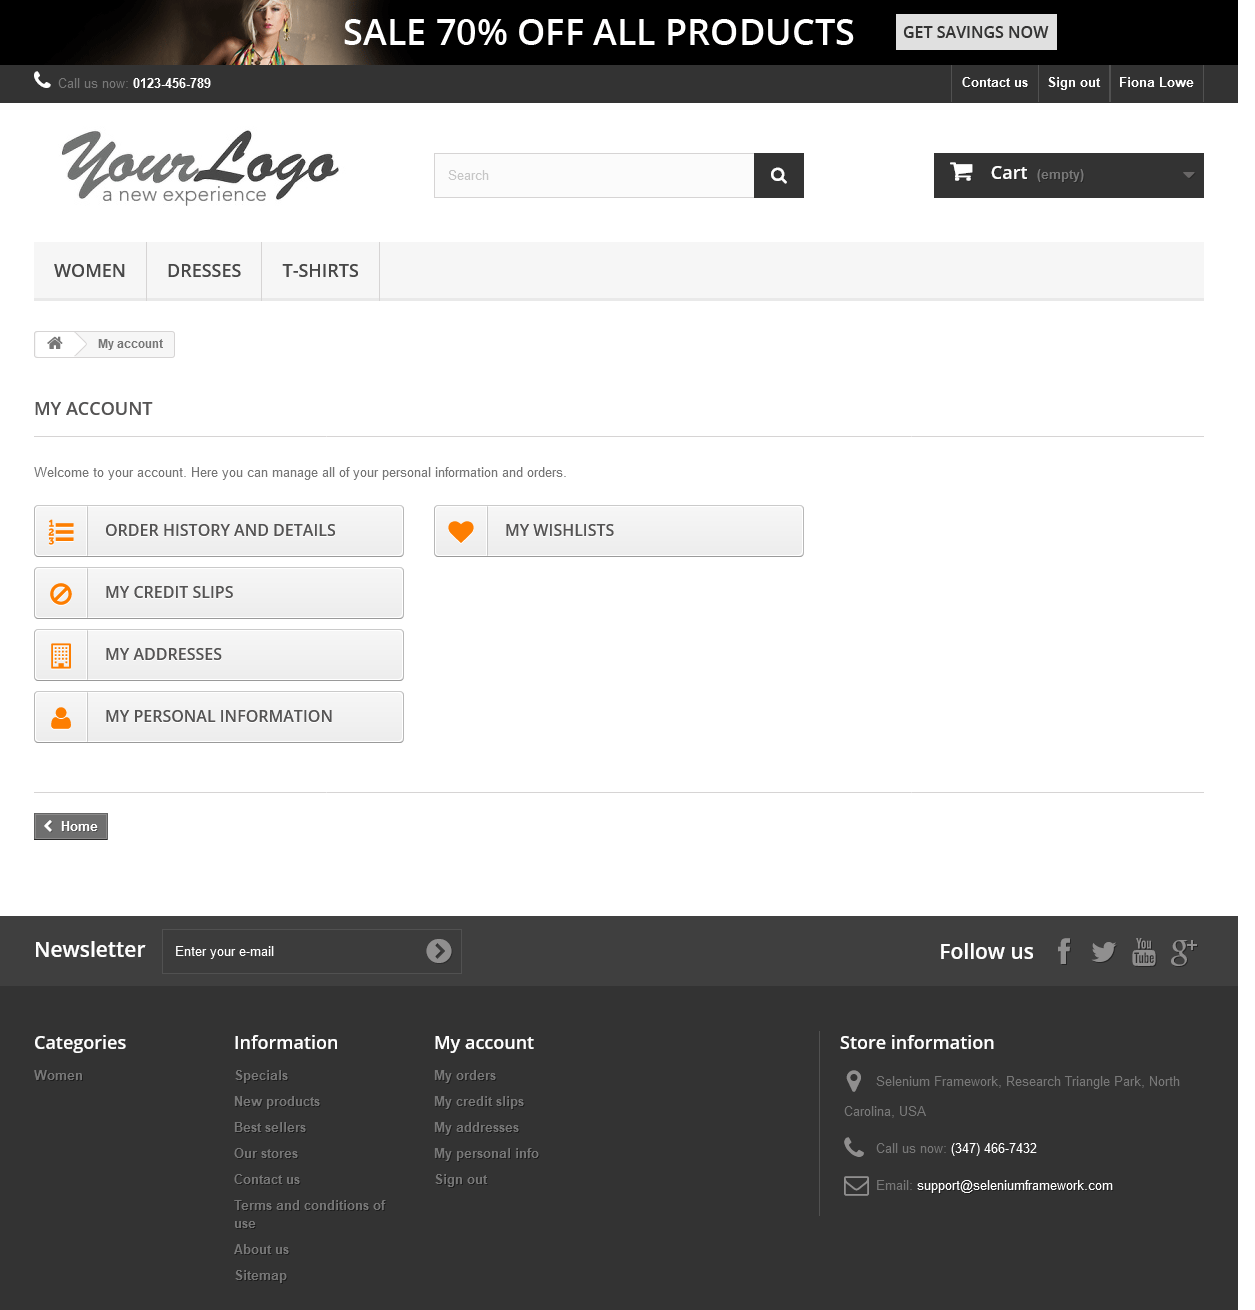 SALE 70% OFF ALL PRODUCTS GET SAVINGS NOW
Call us now: 0123-456-789 Contact us Sign out Fiona Lowe
YourLogo
a new experience
Search
Cart (empty)
WOMEN DRESSES T-SHIRTS
My account
MY ACCOUNT
Welcome to your account. Here you can manage all of your personal information and orders.
ORDER HISTORY AND DETAILS
MY WISHLISTS
MY CREDIT SLIPS
MY ADDRESSES
MY PERSONAL INFORMATION
Home
Newsletter Enter your e-mail Follow us
Categories
Women
Information
Specials
New products
Best sellers
Our stores
Contact us
Terms and conditions of
use
About us
Sitemap
My account
My orders
My credit slips
My addresses
My personal info
Sign out
Store information
Selenium Framework, Research Triangle Park, North
Carolina, USA
Call us now: (347) 466-7432
Email: support@seleniumframework.com